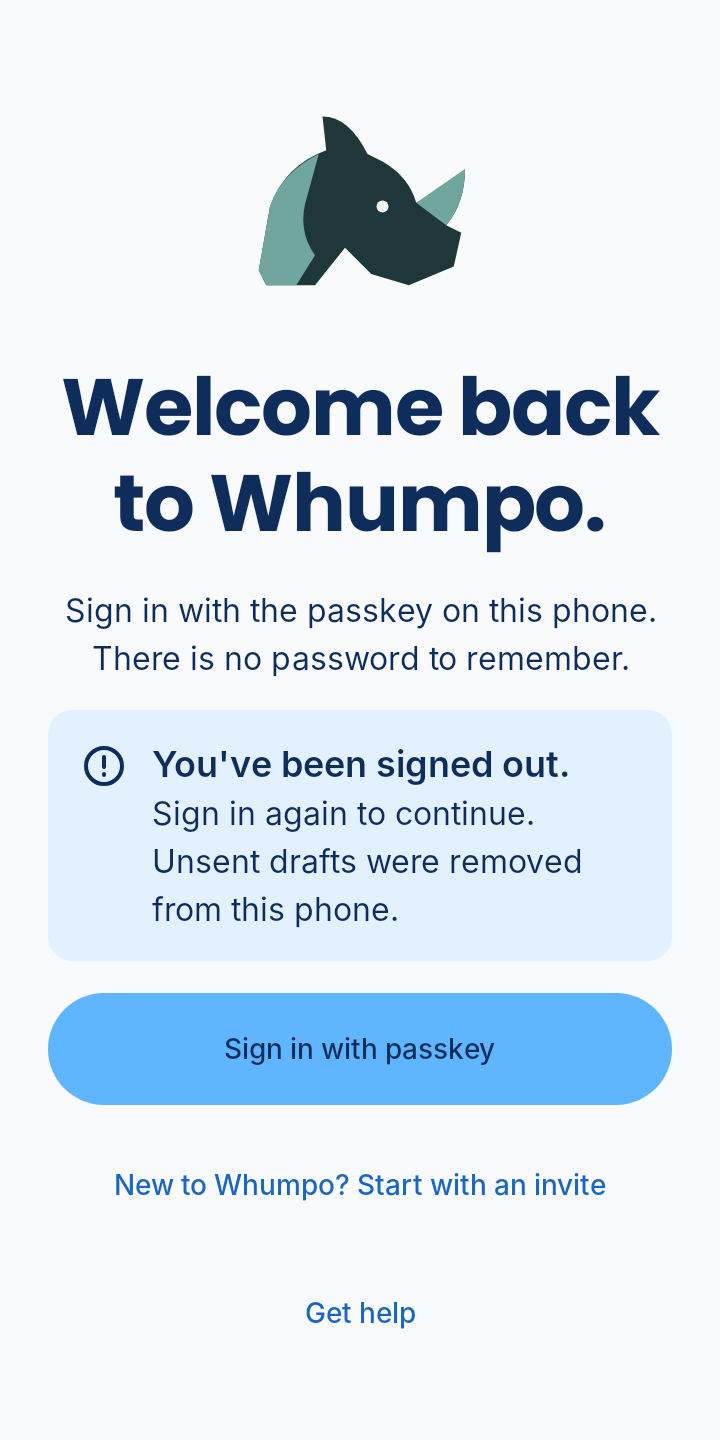 Welcome back
to Whumpo.
Sign in with the passkey on this phone.
There is no password to remember.
You've been signed out.
Sign in again to continue.
Unsent drafts were removed
from this phone.
Sign in with passkey
New to Whumpo? Start with an invite
Get help